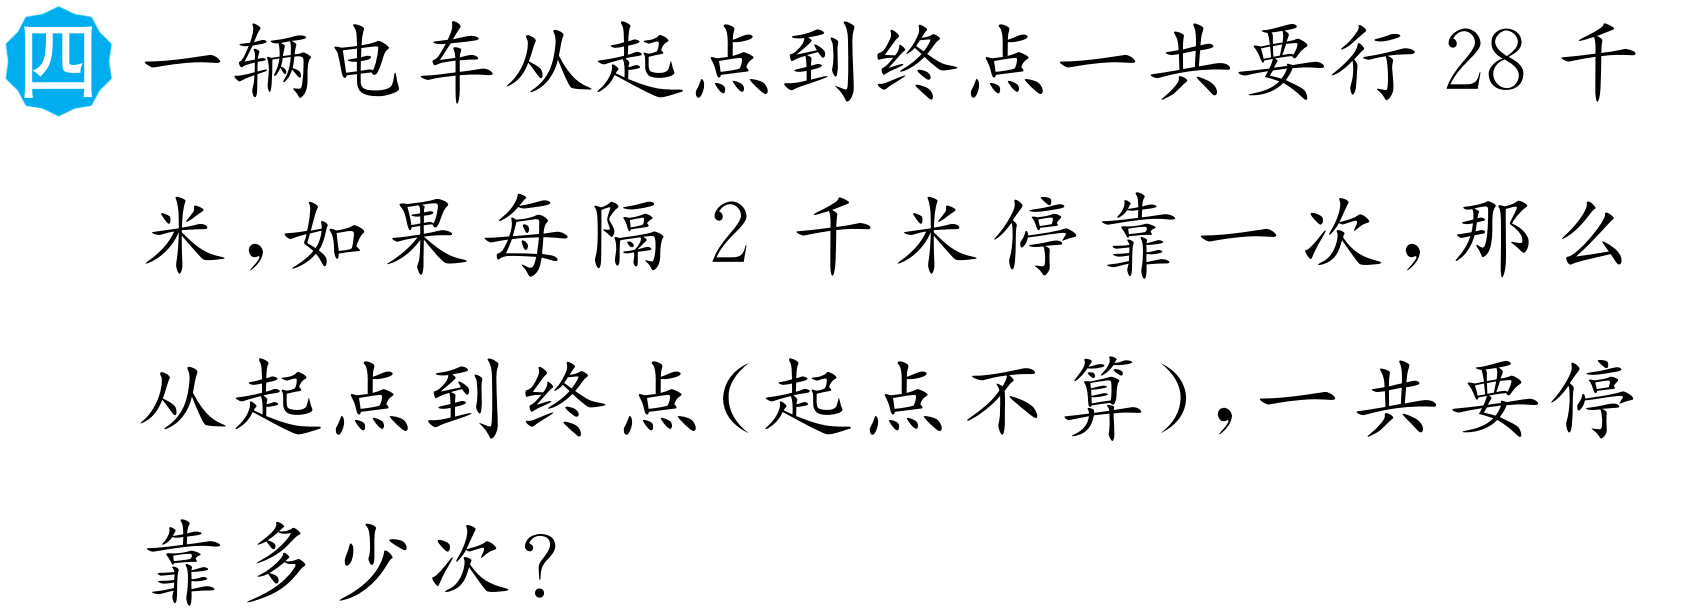 四 一辆电车从起点到终点一共要行 28 千
米,如果每隔 2 千米停靠一次,那么
从起点到终点(起点不算),一共要停
靠多少次?